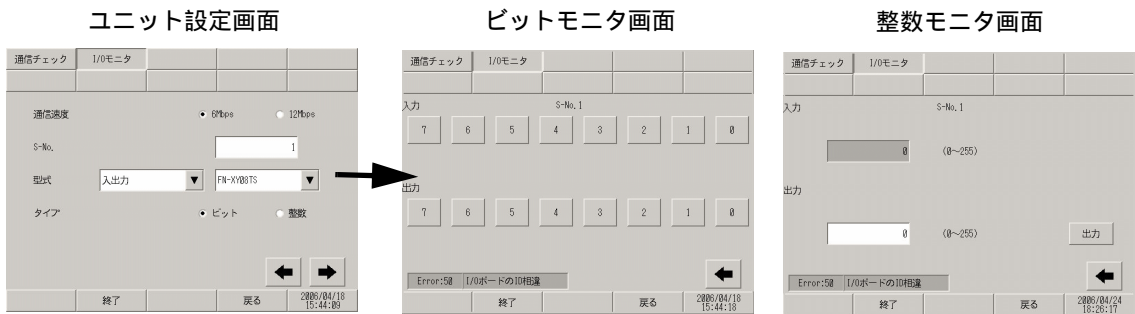 ユニット設定画面
通信チェック I/Oモニタ
通信速度 6Mbps 12Mbps
S-No. 1
型式 入出力 FN-XY08TS
タイプ ビット 整数
終了 戻る 2006/04/18
15:44:09
ビットモニタ画面
通信チェック I/Oモニタ
入力 S-No. 1
7 6 5 4 3 2 1 0
出力
7 6 5 4 3 2 1 0
Error:50 I/OボードのID相違
終了 戻る 2006/04/18
15:44:18
整数モニタ画面
通信チェック I/Oモニタ
入力 S-No. 1
0 (0~255)
出力
0 (0~255) 出力
Error:50 I/OボードのID相違
終了 戻る 2006/04/24
18:26:17